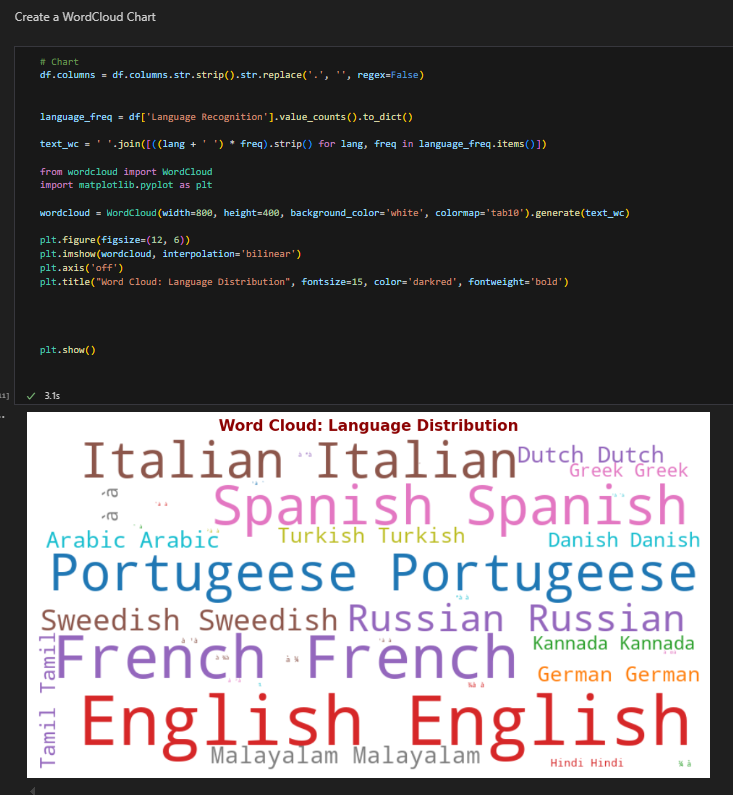 Create a WordCloud Chart
# Chart
df.columns = df.columns.str.strip().str.replace('.', '', regex=False)
language_freq = df['Language Recognition'].value_counts().to_dict()
text_wc = ' '.join([((lang + ' ') * freq).strip() for lang, freq in language_freq.items()])
from wordcloud import WordCloud
import matplotlib.pyplot as plt
wordcloud = WordCloud(width=800, height=400, background_color='white', colormap='tab10').generate(text_wc)
plt.figure(figsize=(12, 6))
plt.imshow(wordcloud, interpolation='bilinear')
plt.axis('off')
plt.title("Word Cloud: Language Distribution", fontsize=15, color='darkred', fontweight='bold')
plt.show()
3.1s
Word Cloud: Language Distribution
Italian Italian
Dutch Dutch
Greek Greek
Spanish Spanish
Arabic Arabic
Turkish Turkish
Danish Danish
Portugeese Portugeese
Sweedish Sweedish
Russian Russian
French French
Kannada Kannada
German German
Tamil Tamil
English English
Malayalam Malayalam
Hindi Hindi